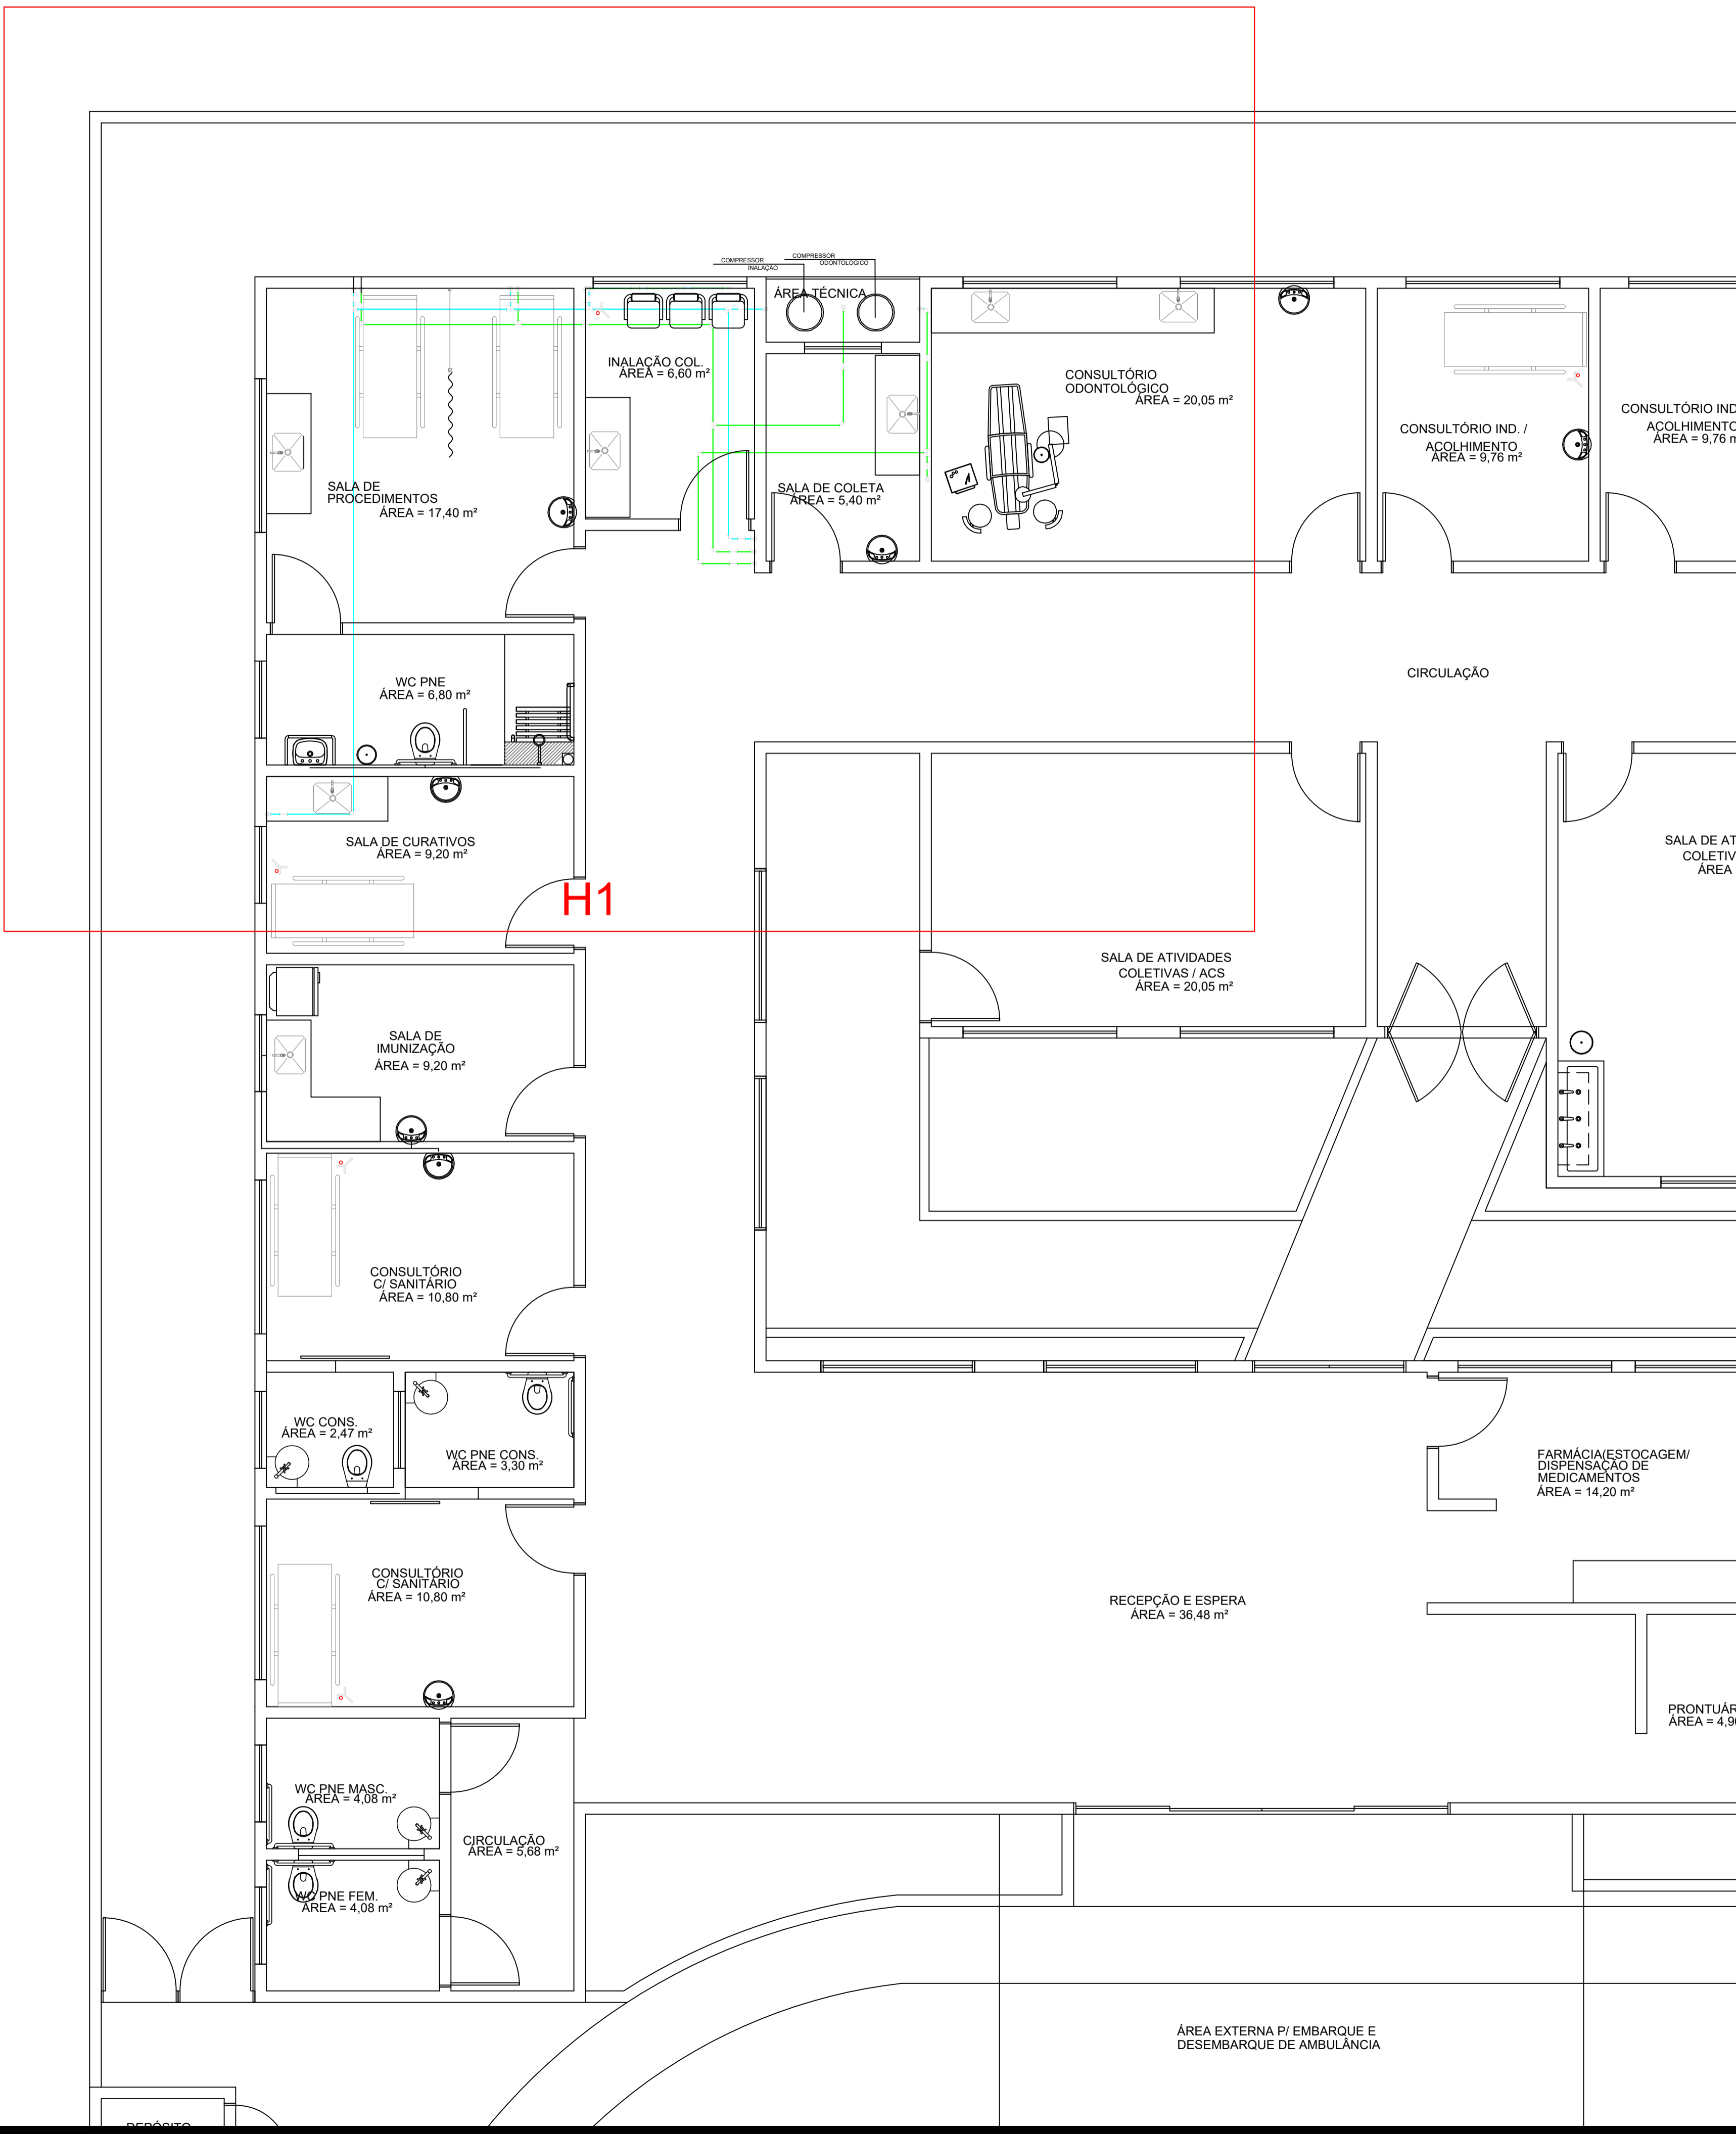 COMPRESSOR
INALAÇÃO
COMPRESSOR
ODONTOLÓGICO
ÁREA TÉCNICA
INALAÇÃO COL.
ÁREA = 6,60 m²
CONSULTÓRIO
ODONTOLÓGICO
ÁREA = 20,05 m²
CONSULTÓRIO IND. /
ACOLHIMENTO
ÁREA = 9,76 m²
CONSULTÓRIO IND
ACOLHIMENTO
ÁREA = 9,76 m
SALA DE
PROCEDIMENTOS
ÁREA = 17,40 m²
SALA DE COLETA
ÁREA = 5,40 m²
CIRCULAÇÃO
WC PNE
ÁREA = 6,80 m²
SALA DE CURATIVOS
ÁREA = 9,20 m²
SALA DE AT
COLETIV
ÁREA
H1
SALA DE ATIVIDADES
COLETIVAS / ACS
ÁREA = 20,05 m²
SALA DE
IMUNIZAÇÃO
ÁREA = 9,20 m²
CONSULTÓRIO
C/ SANITÁRIO
ÁREA = 10,80 m²
WC CONS.
ÁREA = 2,47 m²
WC PNE CONS.
ÁREA = 3,30 m²
FARMÁCIA(ESTOCAGEM/
DISPENSAÇÃO DE
MEDICAMENTOS
ÁREA = 14,20 m²
CONSULTÓRIO
C/ SANITÁRIO
ÁREA = 10,80 m²
RECEPÇÃO E ESPERA
ÁREA = 36,48 m²
PRONTUÁR
ÁREA = 4,9
WC PNE MASC.
ÁREA = 4,08 m²
CIRCULAÇÃO
ÁREA = 5,68 m²
WC PNE FEM.
ÁREA = 4,08 m²
ÁREA EXTERNA P/ EMBARQUE E
DESEMBARQUE DE AMBULÂNCIA
DEPÓSITO